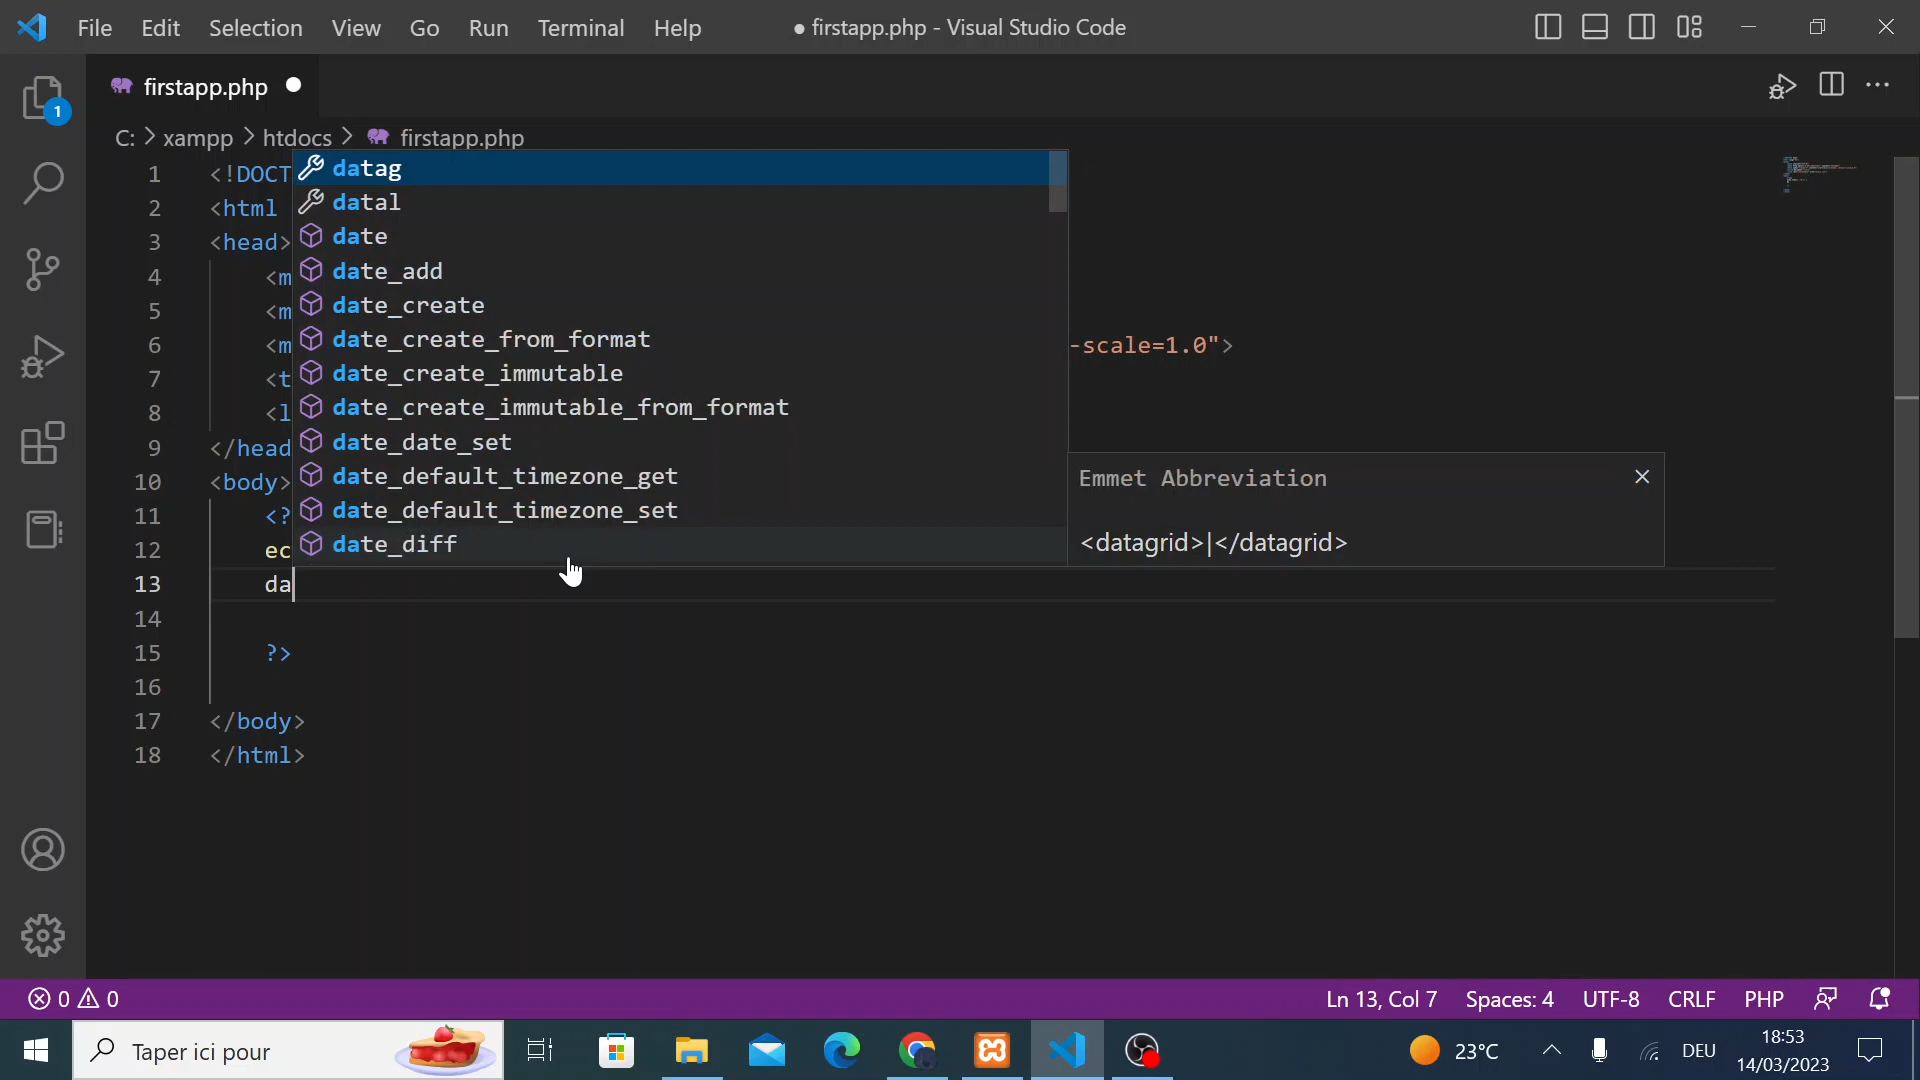 File Edit Selection View Go Run Terminal Help ● firstapp.php - Visual Studio Code
1
firstapp.php ●
C: > xampp > htdocs > firstapp.php
1 <!DOCT
2 <html
3 <head>
4 <m
5 <m
6 <m -scale=1.0">
7 <t
8 <l
9 </head
10 <body>
11 <?
12 ec
13 da
14
15 ?>
16
17 </body>
18 </html>
datag
datal
date
date_add
date_create
date_create_from_format
date_create_immutable
date_create_immutable_from_format
date_date_set
date_default_timezone_get
date_default_timezone_set
date_diff
Emmet Abbreviation
<datagrid>|</datagrid>
0 0 Ln 13, Col 7 Spaces: 4 UTF-8 CRLF PHP
Taper ici pour 23°C DEU 18:53
14/03/2023